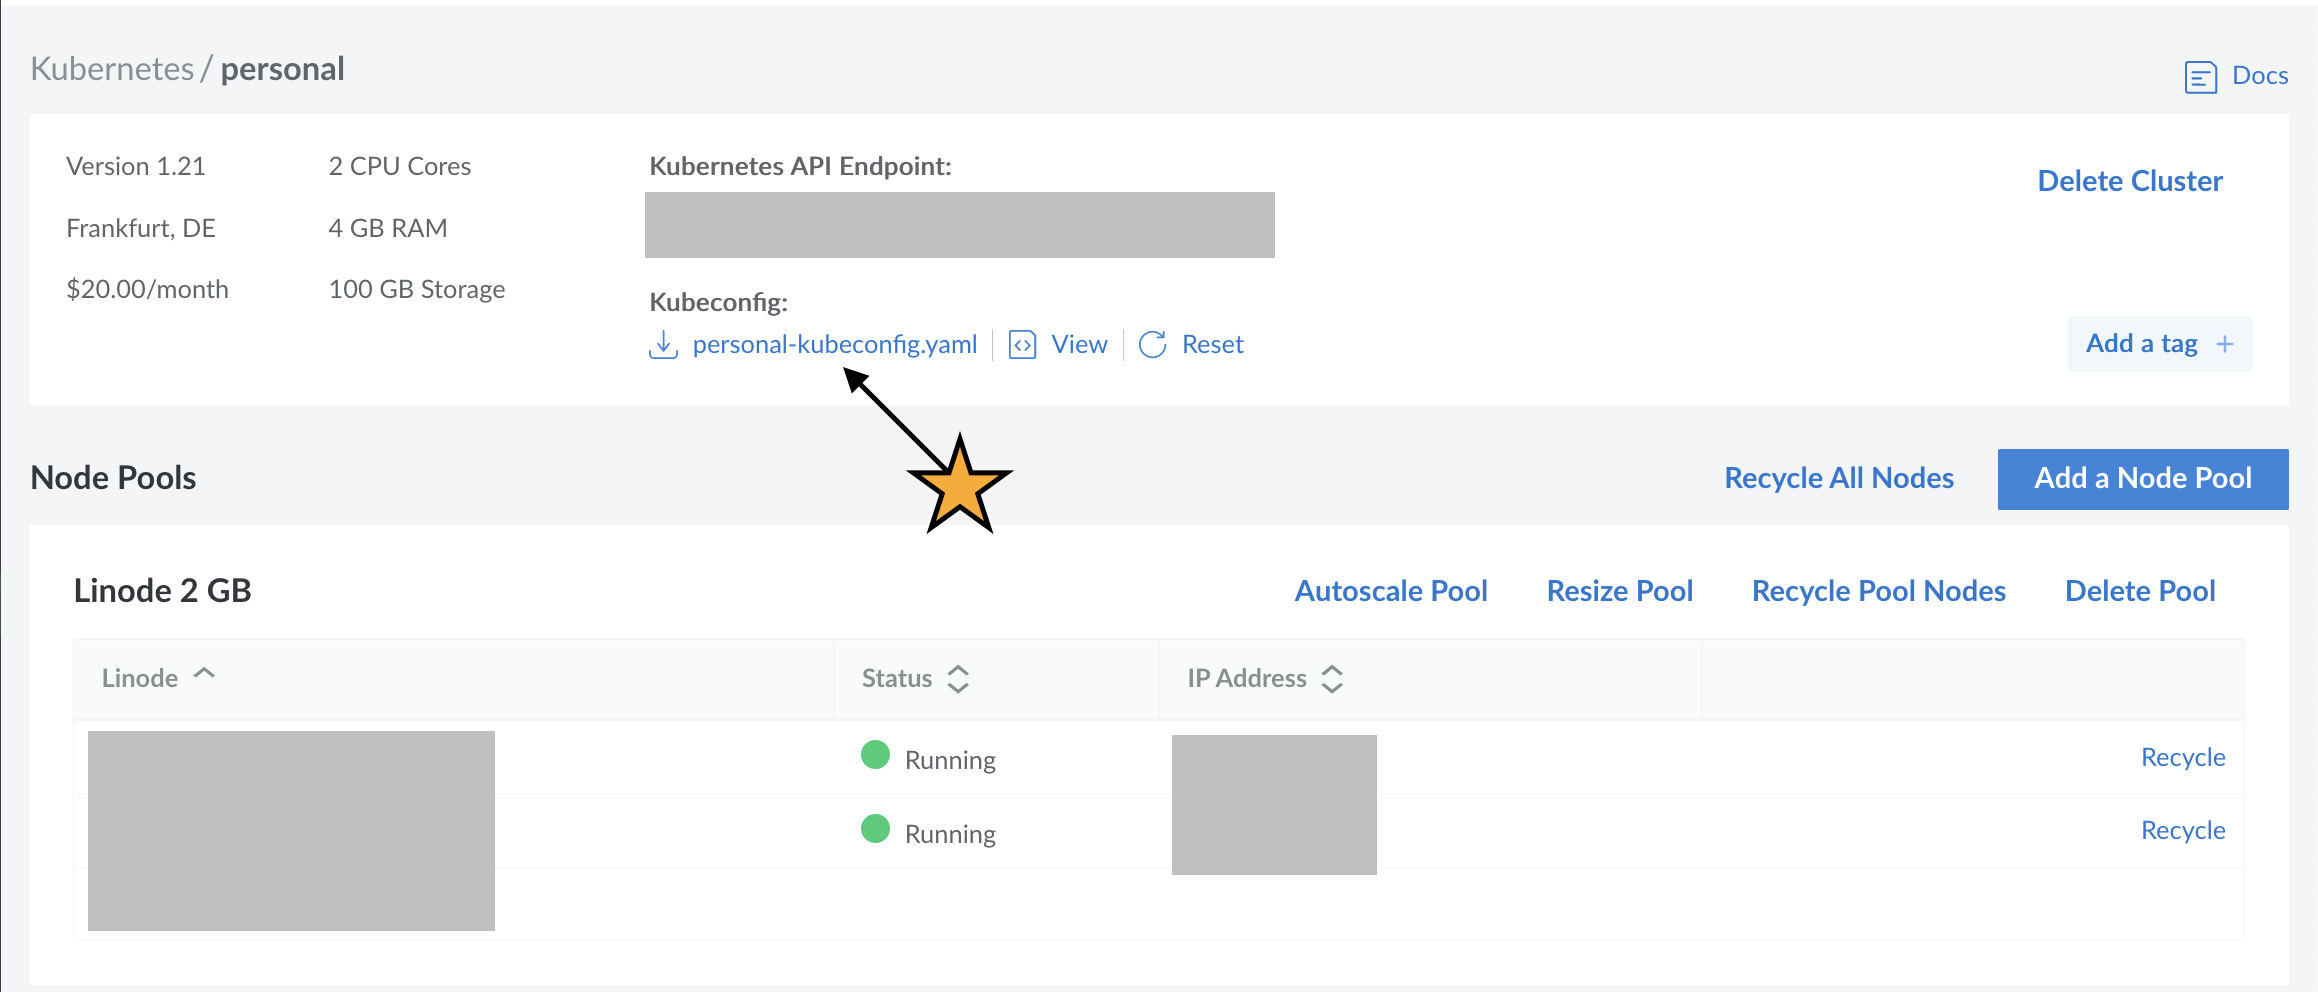 Kubernetes / personal
Docs
Version 1.21
2 CPU Cores
Kubernetes API Endpoint:
Delete Cluster
Frankfurt, DE
4 GB RAM
$20.00/month
100 GB Storage
Kubeconfig:
personal-kubeconfig.yaml
View
Reset
Add a tag +
Node Pools
Recycle All Nodes
Add a Node Pool
Linode 2 GB
Autoscale Pool
Resize Pool
Recycle Pool Nodes
Delete Pool
Linode
Status
IP Address
Running
Recycle
Running
Recycle